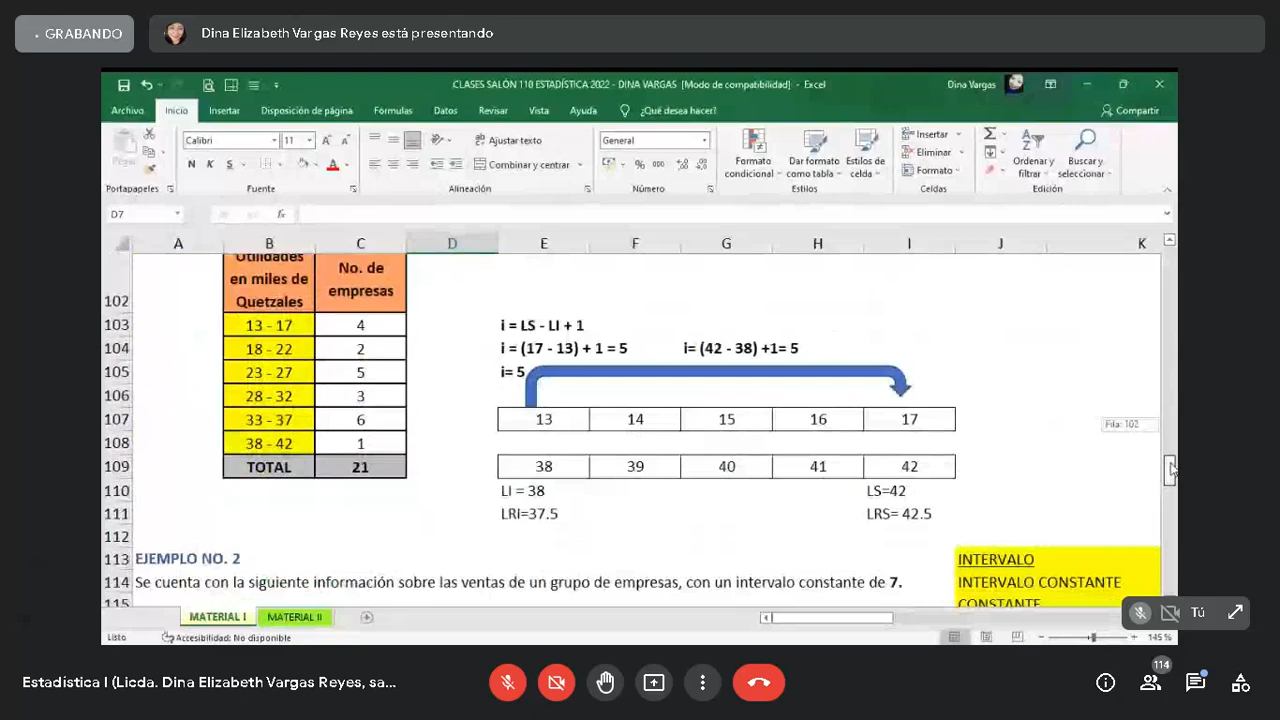 . GRABANDO
Dina Elizabeth Vargas Reyes está presentando
CLASES SALÓN 110 ESTADÍSTICA 2022 - DINA VARGAS [Modo de compatibilidad] - Excel
Dina Vargas
Archivo Inicio Insertar Disposición de página Fórmulas Datos Revisar Vista Ayuda ¿Qué desea hacer? Compartir
Calibri 11 Ajustar texto General Insertar
N K S Combinar y centrar Eliminar
Pegar Formato condicional Dar formato como tabla Estilos de celda Formato Ordenar y filtrar Buscar y seleccionar
Portapapeles Fuente Alineación Número Estilos Celdas Edición
D7 fx
A B C D E F G H I J K
Utilidades en miles de Quetzales No. de empresas
102
103 13 - 17 4 i = LS - LI + 1
104 18 - 22 2 i = (17 - 13) + 1 = 5 i= (42 - 38) +1= 5
105 23 - 27 5 i= 5
106 28 - 32 3
107 33 - 37 6 13 14 15 16 17
Fila: 102
108 38 - 42 1
109 TOTAL 21 38 39 40 41 42
110 LI = 38 LS=42
111 LRI=37.5 LRS= 42.5
112
113 EJEMPLO NO. 2 INTERVALO
114 Se cuenta con la siguiente información sobre las ventas de un grupo de empresas, con un intervalo constante de 7. INTERVALO CONSTANTE
115 CONSTANTE
MATERIAL I MATERIAL II
Tú
Listo Accesibilidad: No disponible 145 %
114
Estadística I (Licda. Dina Elizabeth Vargas Reyes, sa...